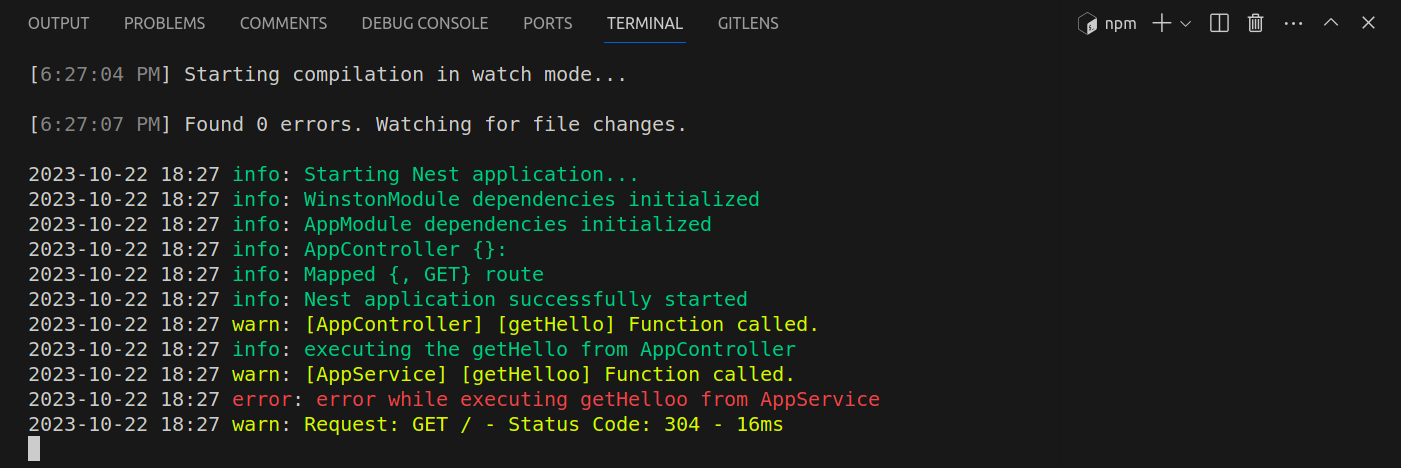 OUTPUT PROBLEMS COMMENTS DEBUG CONSOLE PORTS TERMINAL GITLENS npm
[6:27:04 PM] Starting compilation in watch mode...
[6:27:07 PM] Found 0 errors. Watching for file changes.
2023-10-22 18:27 info: Starting Nest application...
2023-10-22 18:27 info: WinstonModule dependencies initialized
2023-10-22 18:27 info: AppModule dependencies initialized
2023-10-22 18:27 info: AppController {}:
2023-10-22 18:27 info: Mapped {, GET} route
2023-10-22 18:27 info: Nest application successfully started
2023-10-22 18:27 warn: [AppController] [getHello] Function called.
2023-10-22 18:27 info: executing the getHello from AppController
2023-10-22 18:27 warn: [AppService] [getHelloo] Function called.
2023-10-22 18:27 error: error while executing getHelloo from AppService
2023-10-22 18:27 warn: Request: GET / - Status Code: 304 - 16ms